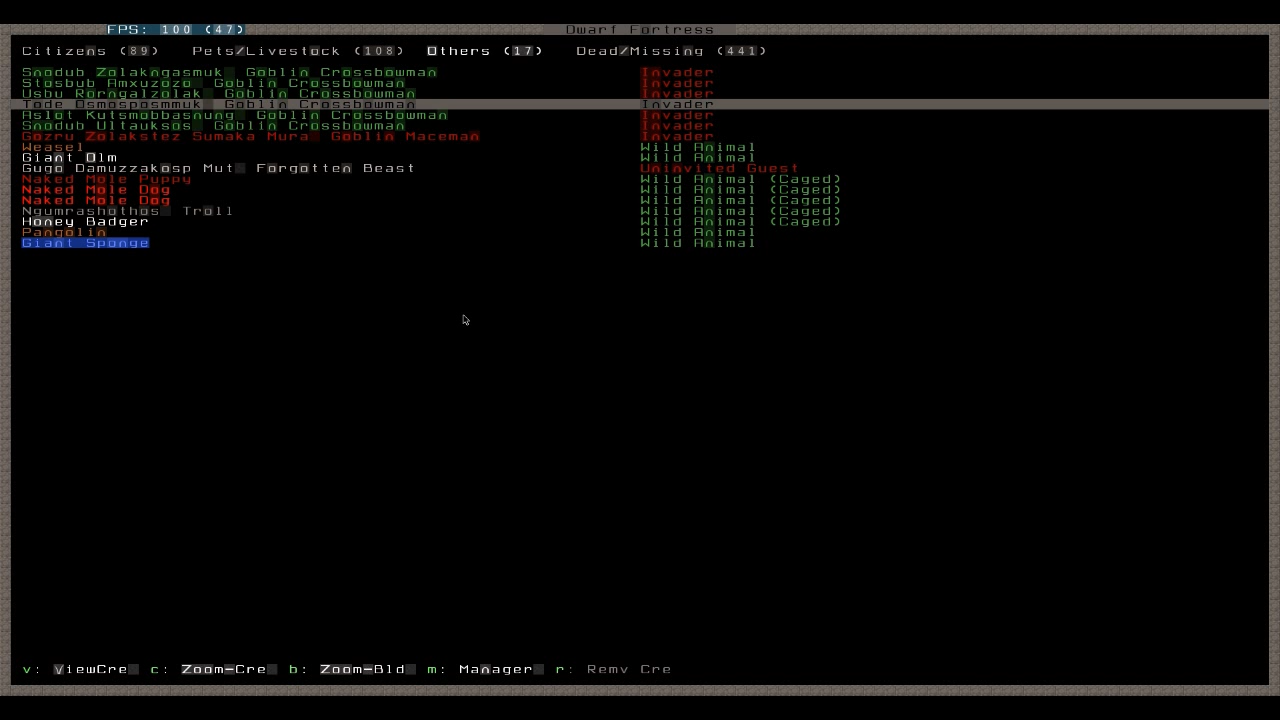 FPS: 100 (47)
Dwarf Fortress
Citizens (89) Pets/Livestock (108) Others (17) Dead/Missing (441)
Snodub Zolakngasmuk Goblin Crossbowman Invader
Stosbub Amxuzozo Goblin Crossbowman Invader
Usbu Rorngalzolak Goblin Crossbowman Invader
Tode Osmosposmmuk Goblin Crossbowman Invader
Aslot Kutsmobbasnung Goblin Crossbowman Invader
Snodub Ultauksos Goblin Crossbowman Invader
Gozru Zolakstez Sumaka Mura Goblin Maceman Invader
Weasel Wild Animal
Giant Olm Wild Animal
Gugo Damuzzakosp Mut Forgotten Beast Uninvited Guest
Naked Mole Puppy Wild Animal (Caged)
Naked Mole Dog Wild Animal (Caged)
Naked Mole Dog Wild Animal (Caged)
Ngumrashothos Troll Wild Animal (Caged)
Honey Badger Wild Animal (Caged)
Pangolin Wild Animal
Giant Sponge Wild Animal
v: ViewCre c: Zoom-Cre b: Zoom-Bld m: Manager r: Remv Cre